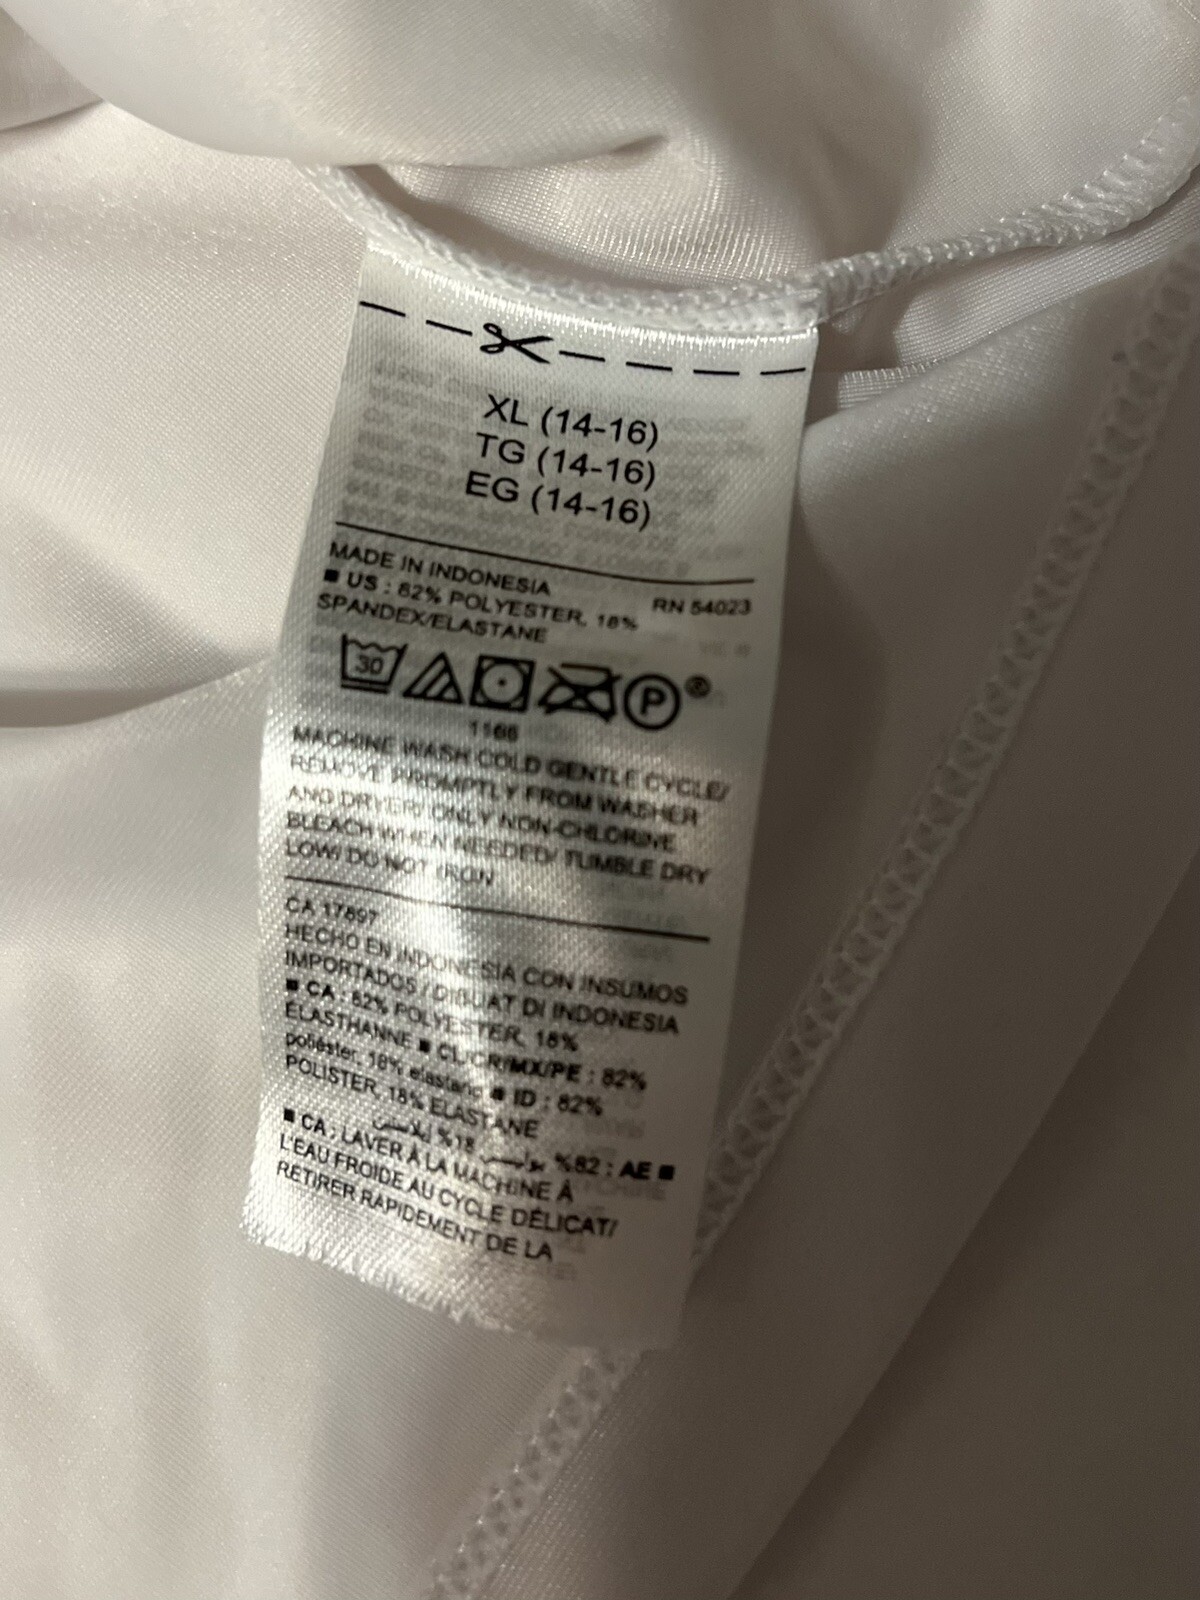 XL (14-16)
TG (14-16)
EG (14-16)
MADE IN INDONESIA
RN 54023
■ US : 82% POLYESTER, 18%
SPANDEX/ELASTANE
30
P®
1166
MACHINE WASH COLD GENTLE CYCLE/
REMOVE PROMPTLY FROM WASHER
AND DRYER/ ONLY NON-CHLORINE
BLEACH WHEN NEEDED/ TUMBLE DRY
LOW/ DO NOT IRON
CA 17897
HECHO EN INDONESIA CON INSUMOS
IMPORTADOS / DIBUAT DI INDONESIA
■ CA : 82% POLYESTER, 18%
ÉLASTHANNE ■ CL/CR/MX/PE : 82%
poliéster, 18% elastano ■ ID : 82%
POLISTER, 18% ELASTANE
■ AE : 82% بوليستر 18% إيلاستين
■ CA : LAVER À LA MACHINE À
L'EAU FROIDE AU CYCLE DÉLICAT/
RETIRER RAPIDEMENT DE LA